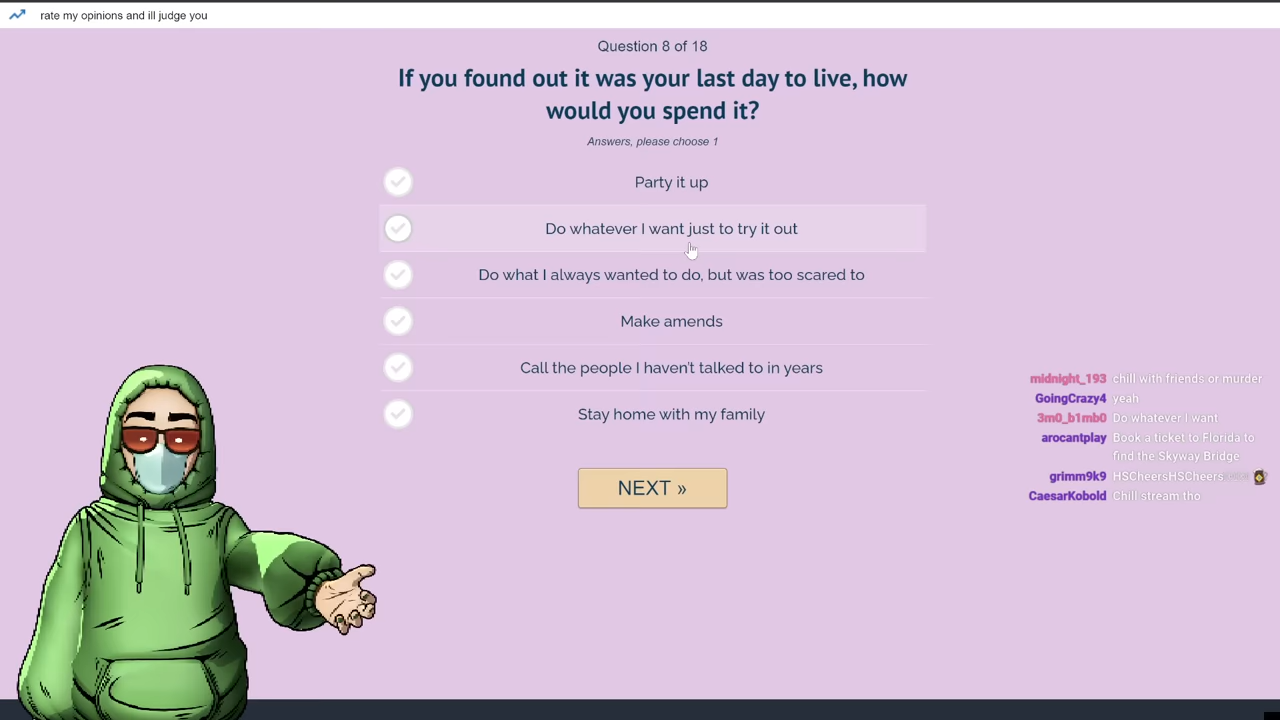 rate my opinions and ill judge you
Question 8 of 18
If you found out it was your last day to live, how
would you spend it?
Answers, please choose 1
Party it up
Do whatever I want just to try it out
Do what I always wanted to do, but was too scared to
Make amends
Call the people I haven't talked to in years
Stay home with my family
NEXT »
midnight_193 chill with friends or murder
GoingCrazy4 yeah
3m0_b1mb0 Do whatever I want
arocantplay Book a ticket to Florida to
find the Skyway Bridge
grimm9k9 HSCheersHSCheers
CaesarKobold Chill stream tho